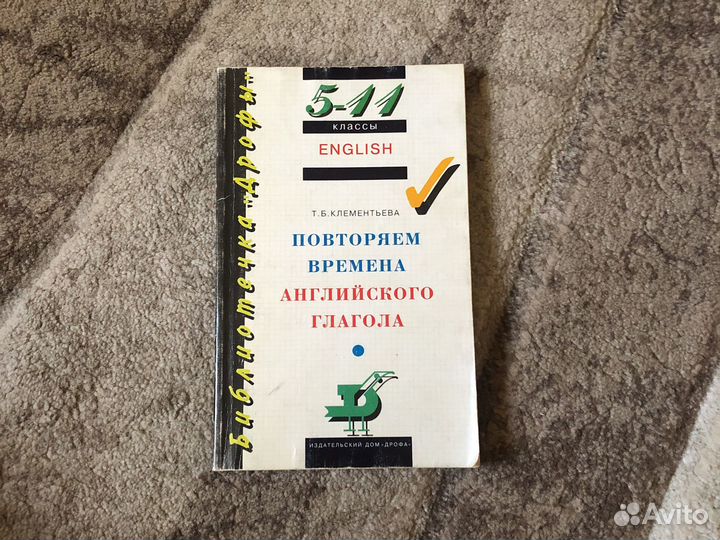 Библиотечка «Дрофы»
5-11
классы
ENGLISH
Т.Б.КЛЕМЕНТЬЕВА
ПОВТОРЯЕМ
ВРЕМЕНА
АНГЛИЙСКОГО
ГЛАГОЛА
ИЗДАТЕЛЬСКИЙ ДОМ «ДРОФА»
Avito